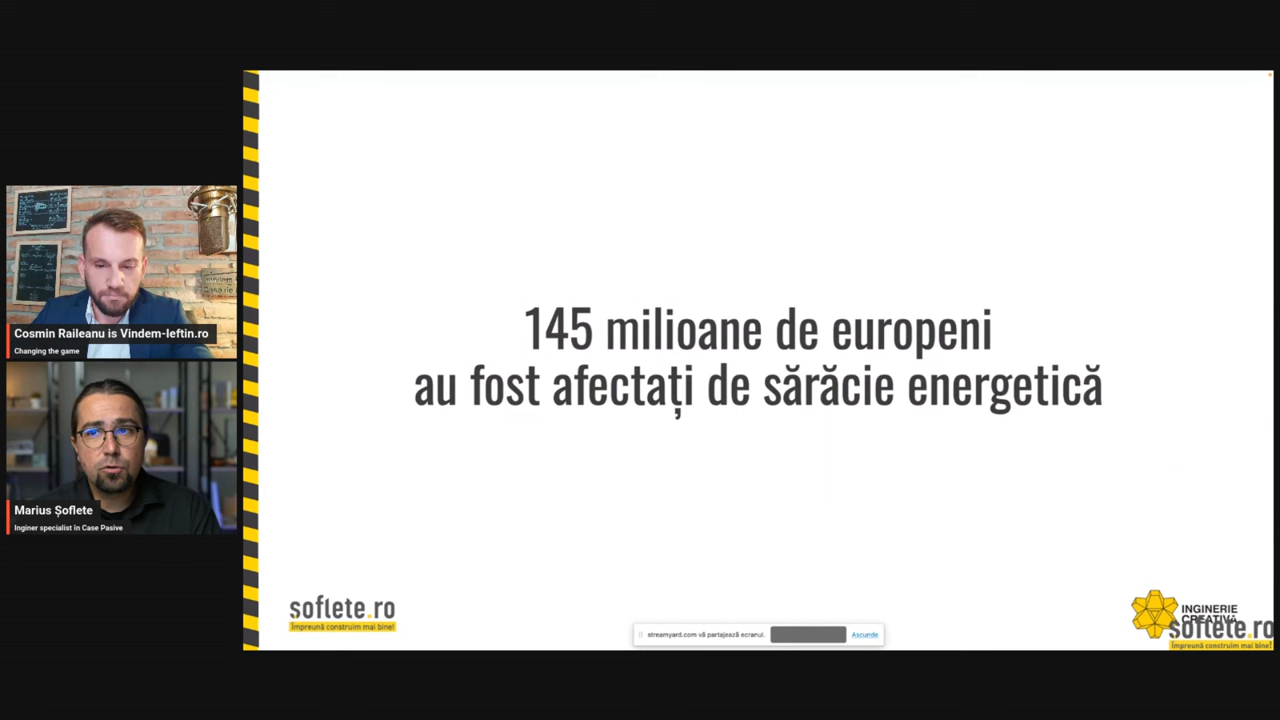 145 milioane de europeni
au fost afectați de sărăcie energetică
Cosmin Raileanu is Vindem-Ieftin.ro
Changing the game
Marius Șoflete
Inginer specialist in Case Pasive
soflete.ro
Împreună construim mai bine!
streamyard.com vă partajează ecranul.
Ascunde
INGINERIE
CREATIVĂ
soflete.ro
Împreună construim mai bine!